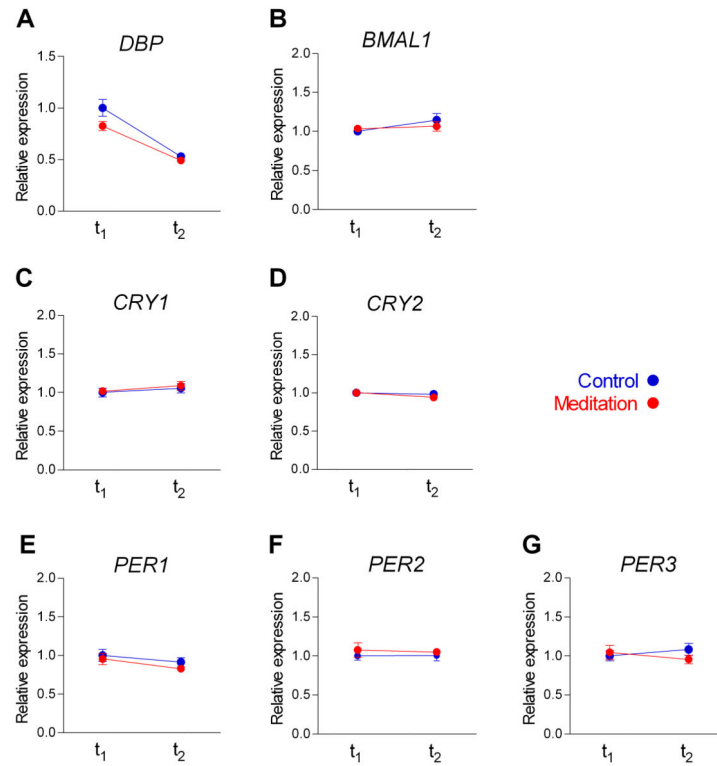 A
DBP
Relative expression
1.5
1.0
0.5
0.0
t1
t2
B
BMAL1
Relative expression
2.0
1.5
1.0
0.5
0.0
t1
t2
C
CRY1
Relative expression
2.0
1.5
1.0
0.5
0.0
t1
t2
D
CRY2
Relative expression
2.0
1.5
1.0
0.5
0.0
t1
t2
Control
Meditation
E
PER1
Relative expression
2.0
1.5
1.0
0.5
0.0
t1
t2
F
PER2
Relative expression
2.0
1.5
1.0
0.5
0.0
t1
t2
G
PER3
Relative expression
2.0
1.5
1.0
0.5
0.0
t1
t2